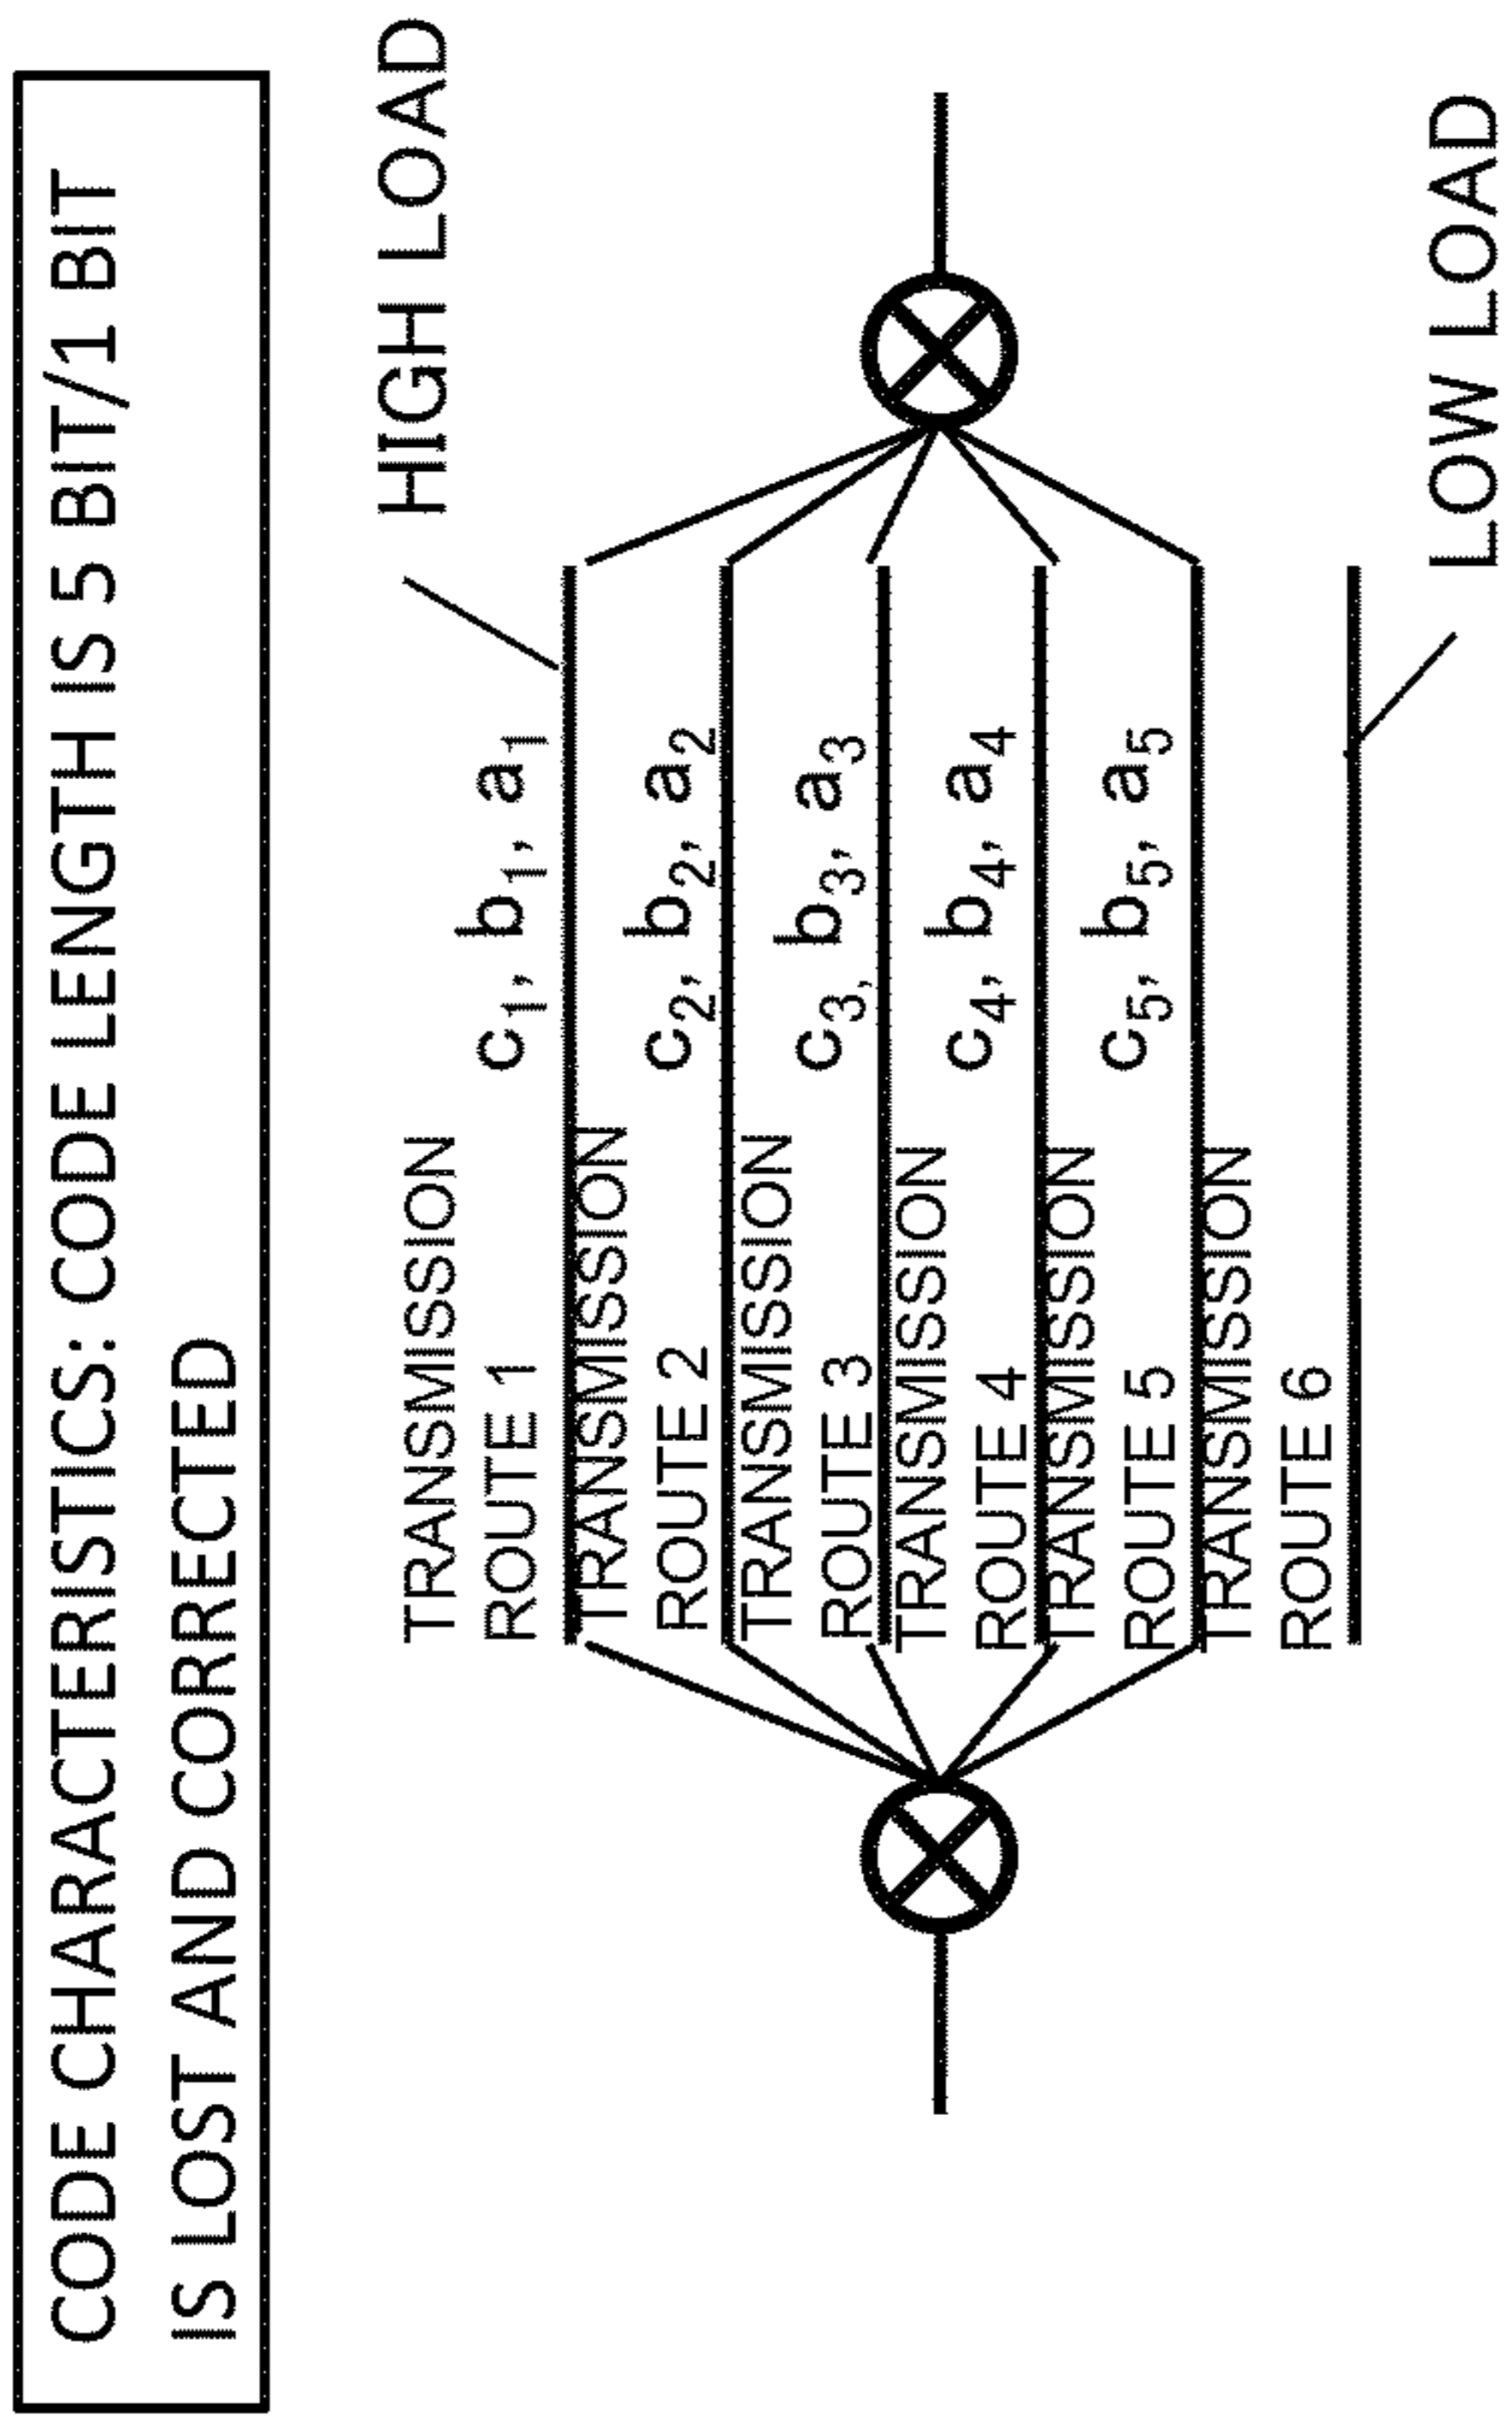 CODE CHARACTERISTICS: CODE LENGTH IS 5 BIT/1 BIT
IS LOST AND CORRECTED
HIGH LOAD
TRANSMISSION
ROUTE 1
c₁, b₁, a₁
TRANSMISSION
ROUTE 2
c₂, b₂, a₂
TRANSMISSION
ROUTE 3
c₃, b₃, a₃
TRANSMISSION
ROUTE 4
c₄, b₄, a₄
TRANSMISSION
ROUTE 5
c₅, b₅, a₅
TRANSMISSION
ROUTE 6
LOW LOAD